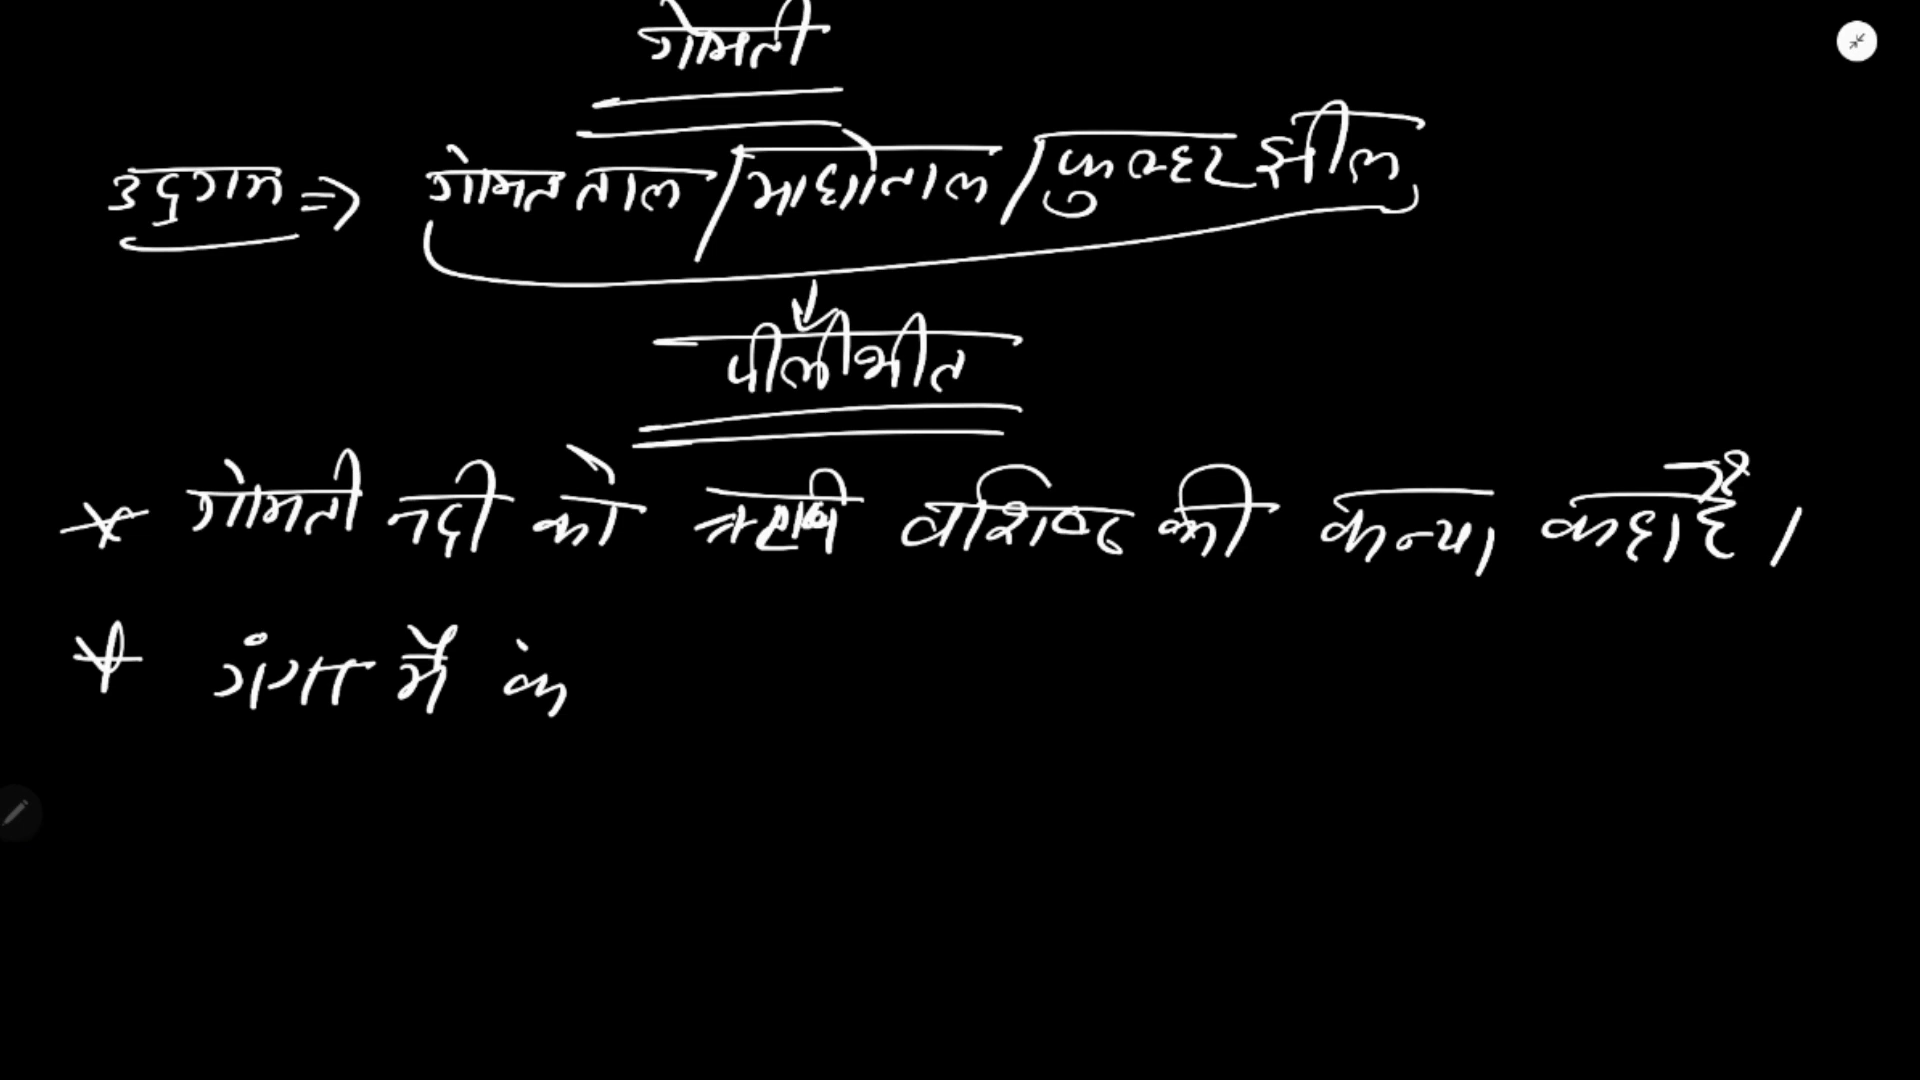 गोमती
उदुगम => गोमत ताल / माधोताल / फुल्हर झील
पीलीभीत
* गोमती नदी को ऋषि वशिष्ठ की कन्या कहा है ।
* गंगा में के